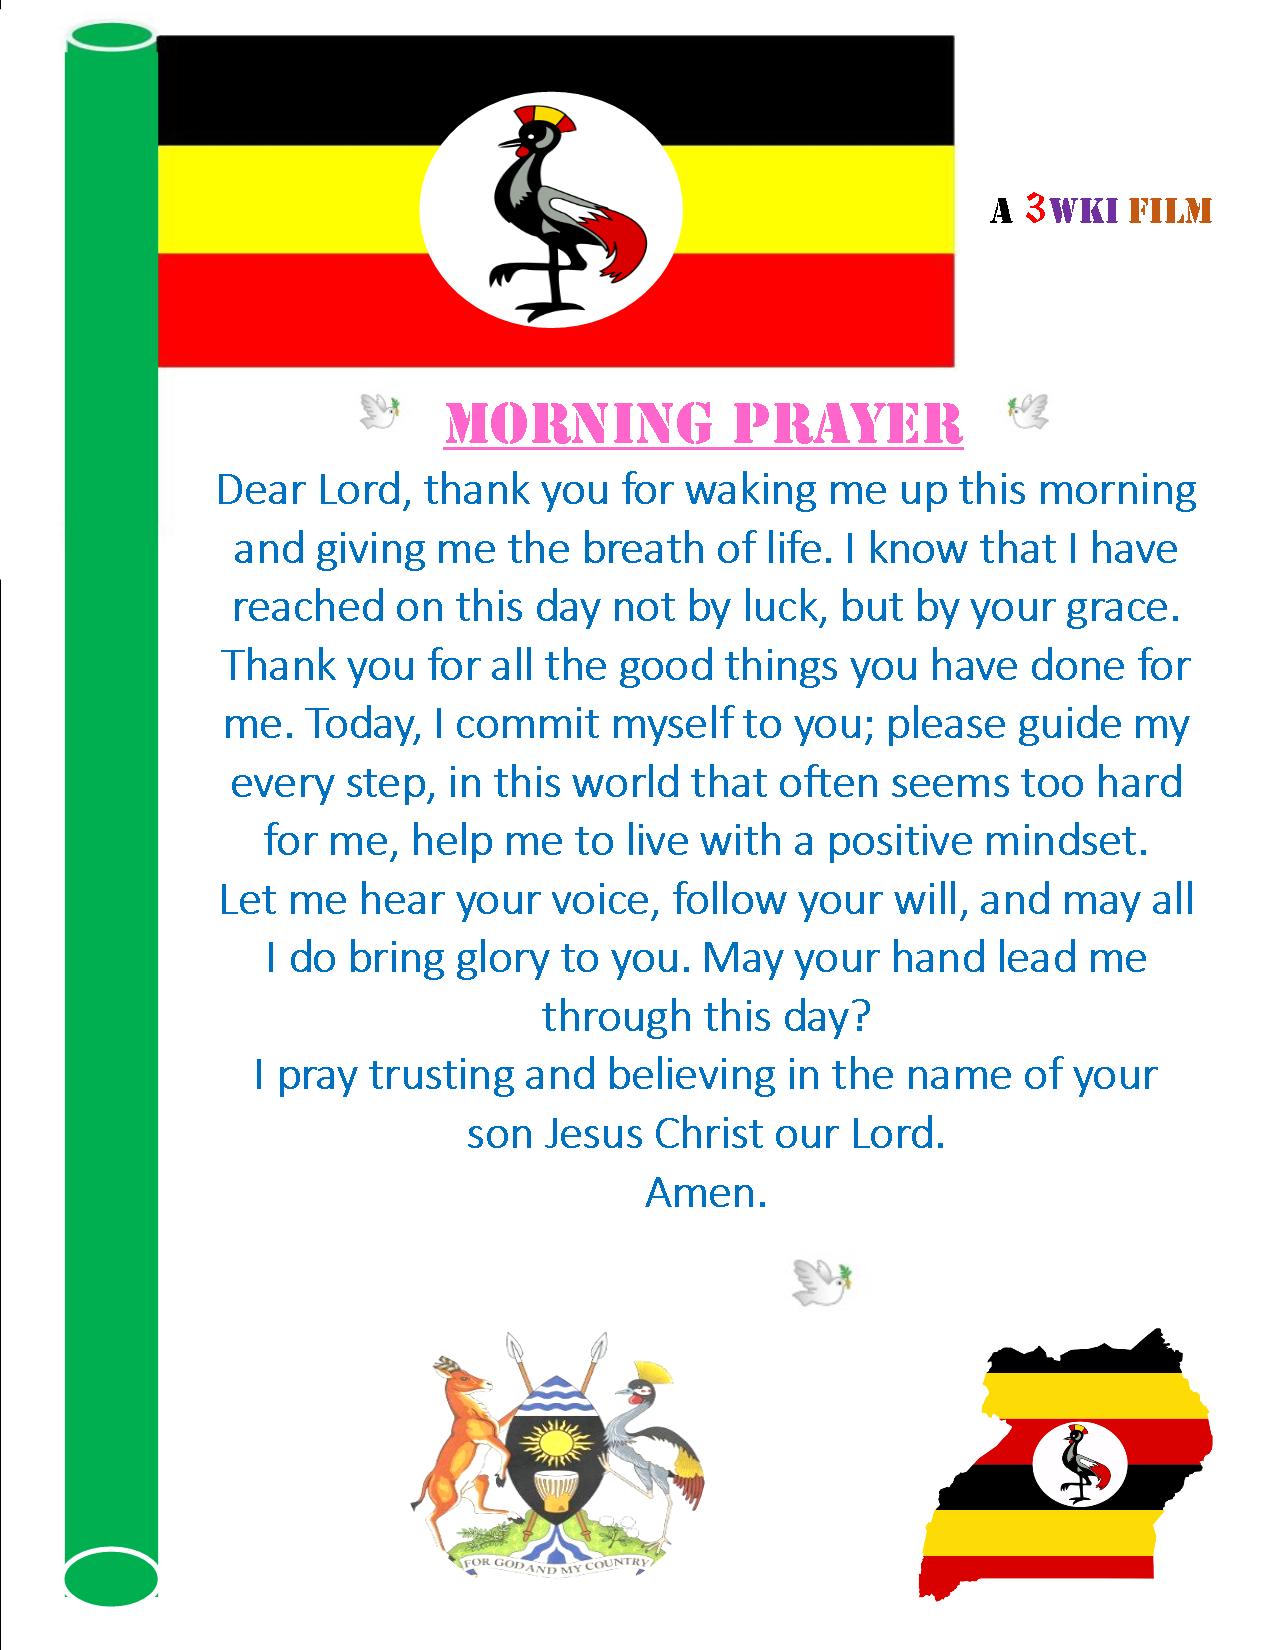 A 3WKI FILM
MORNING PRAYER
Dear Lord, thank you for waking me up this morning
and giving me the breath of life. I know that I have
reached on this day not by luck, but by your grace.
Thank you for all the good things you have done for
me. Today, I commit myself to you; please guide my
every step, in this world that often seems too hard
for me, help me to live with a positive mindset.
Let me hear your voice, follow your will, and may all
I do bring glory to you. May your hand lead me
through this day?
I pray trusting and believing in the name of your
son Jesus Christ our Lord.
Amen.
FOR GOD AND MY COUNTRY